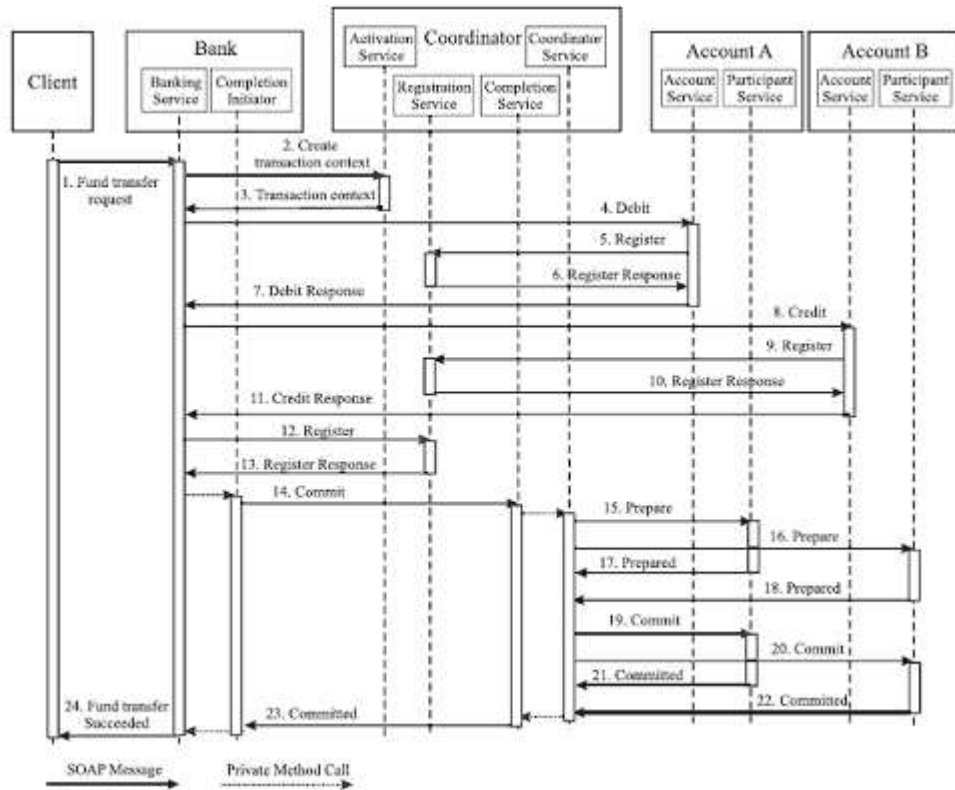 Client
Bank
Banking
Service
Completion
Initiator
Coordinator
Activation
Service
Registration
Service
Completion
Service
Coordinator
Service
Account A
Account
Service
Participant
Service
Account B
Account
Service
Participant
Service
1. Fund transfer
request
2. Create
transaction context
3. Transaction context
4. Debit
5. Register
6. Register Response
7. Debit Response
8. Credit
9. Register
10. Register Response
11. Credit Response
12. Register
13. Register Response
14. Commit
15. Prepare
16. Prepare
17. Prepared
18. Prepared
19. Commit
20. Commit
21. Committed
22. Committed
23. Committed
24. Fund transfer
Succeeded
SOAP Message
Private Method Call